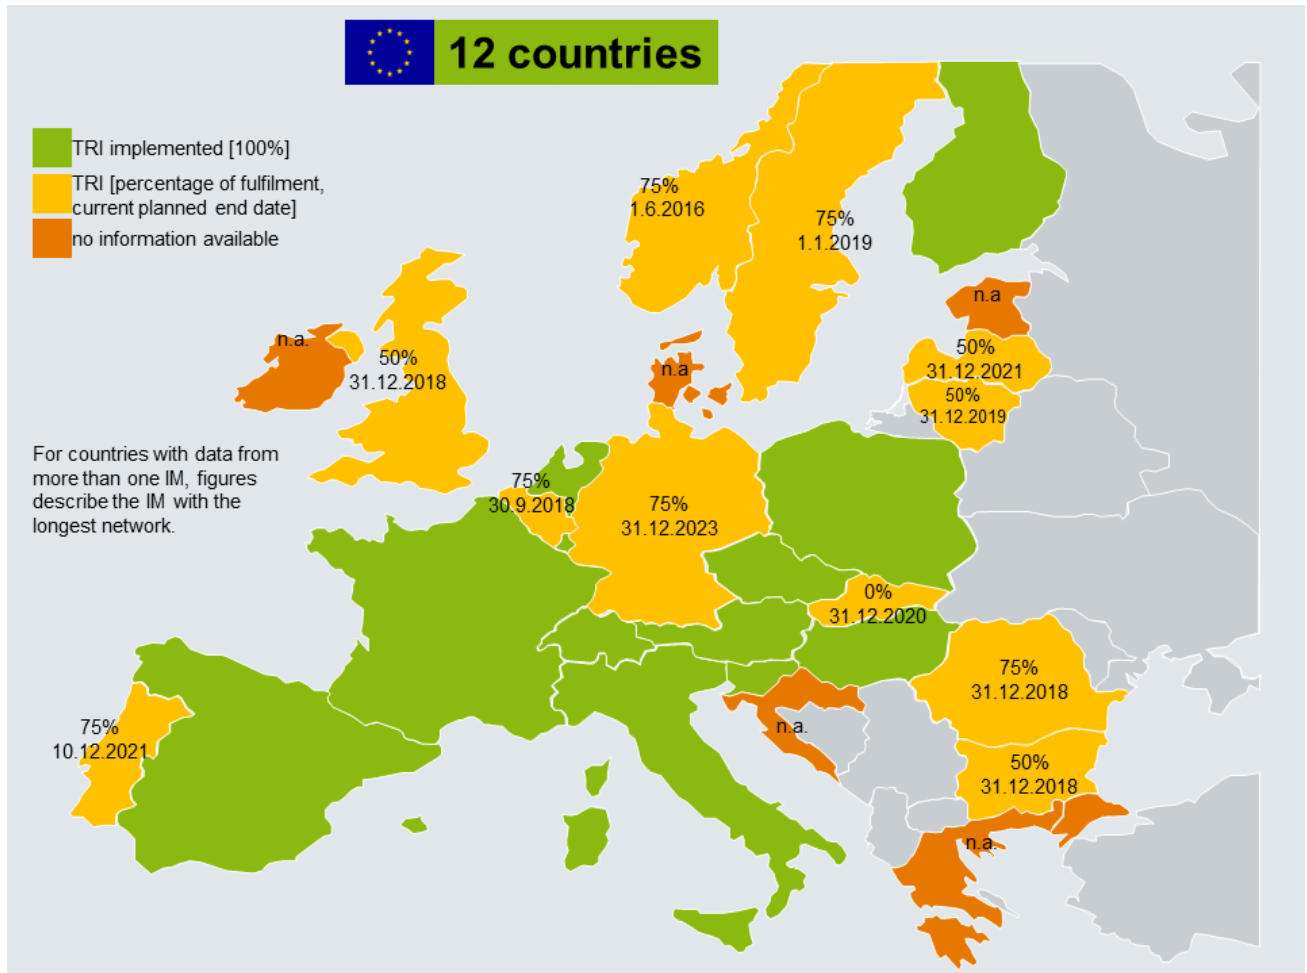 12 countries
TRI implemented [100%]
TRI [percentage of fulfilment,
current planned end date]
no information available
75%
1.6.2016
75%
1.1.2019
n.a
n.a.
50%
31.12.2018
n.a
50%
31.12.2021
50%
31.12.2019
For countries with data from
more than one IM, figures
describe the IM with the
longest network.
75%
30.9.2018
75%
31.12.2023
0%
31.12.2020
75%
31.12.2018
75%
10.12.2021
n.a.
50%
31.12.2018
n.a.